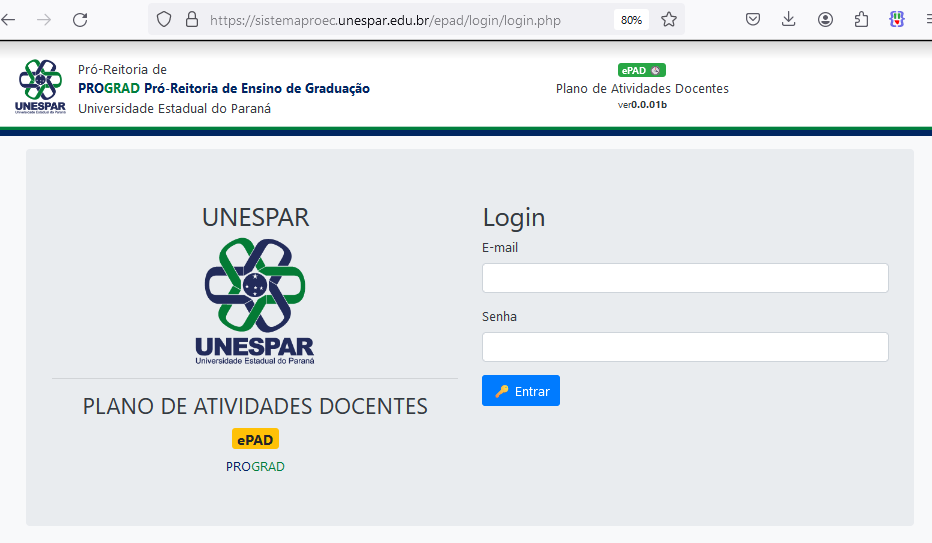 https://sistemaproec.unespar.edu.br/epad/login/login.php
80%
UNESPAR
Universidade Estadual do Paraná
Pró-Reitoria de
PROGRAD Pró-Reitoria de Ensino de Graduação
Universidade Estadual do Paraná
ePAD
Plano de Atividades Docentes
ver0.0.01b
UNESPAR
UNESPAR
Universidade Estadual do Paraná
PLANO DE ATIVIDADES DOCENTES
ePAD
PROGRAD
Login
E-mail
Senha
Entrar